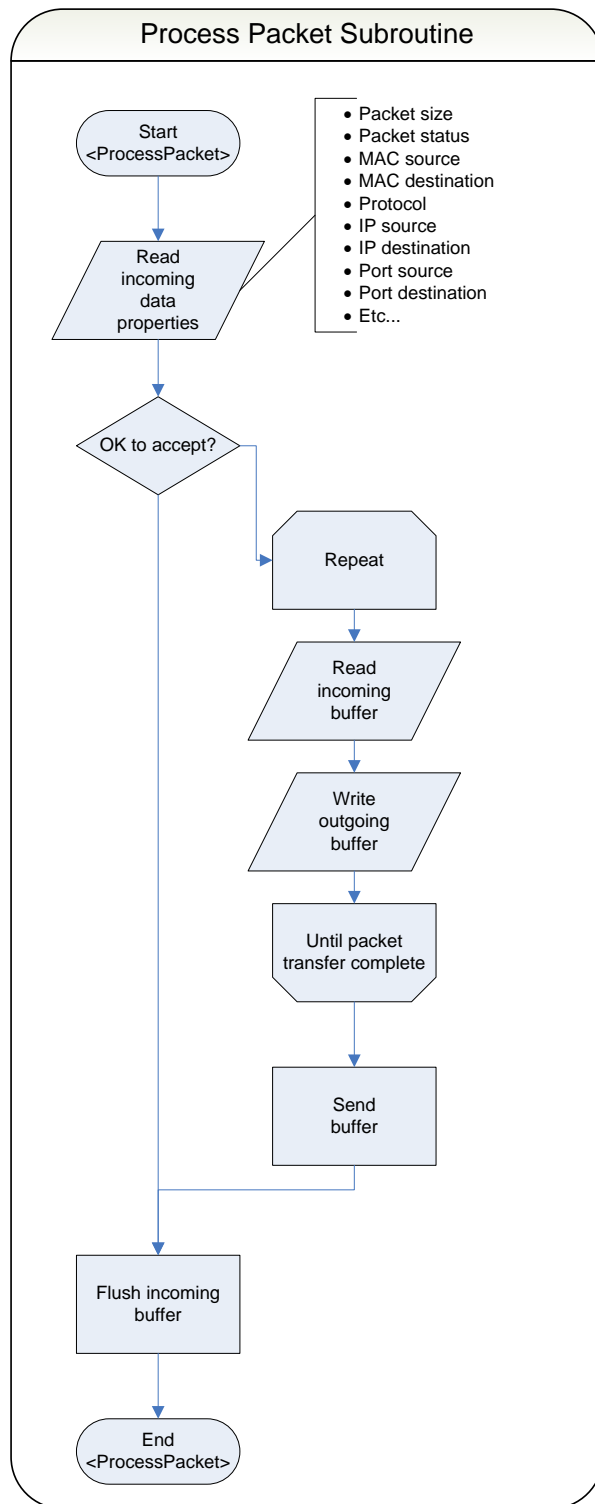 Process Packet Subroutine
Start
<ProcessPacket>
• Packet size
• Packet status
• MAC source
• MAC destination
• Protocol
• IP source
• IP destination
• Port source
• Port destination
• Etc...
Read
incoming
data
properties
OK to accept?
Repeat
Read
incoming
buffer
Write
outgoing
buffer
Until packet
transfer complete
Send
buffer
Flush incoming
buffer
End
<ProcessPacket>